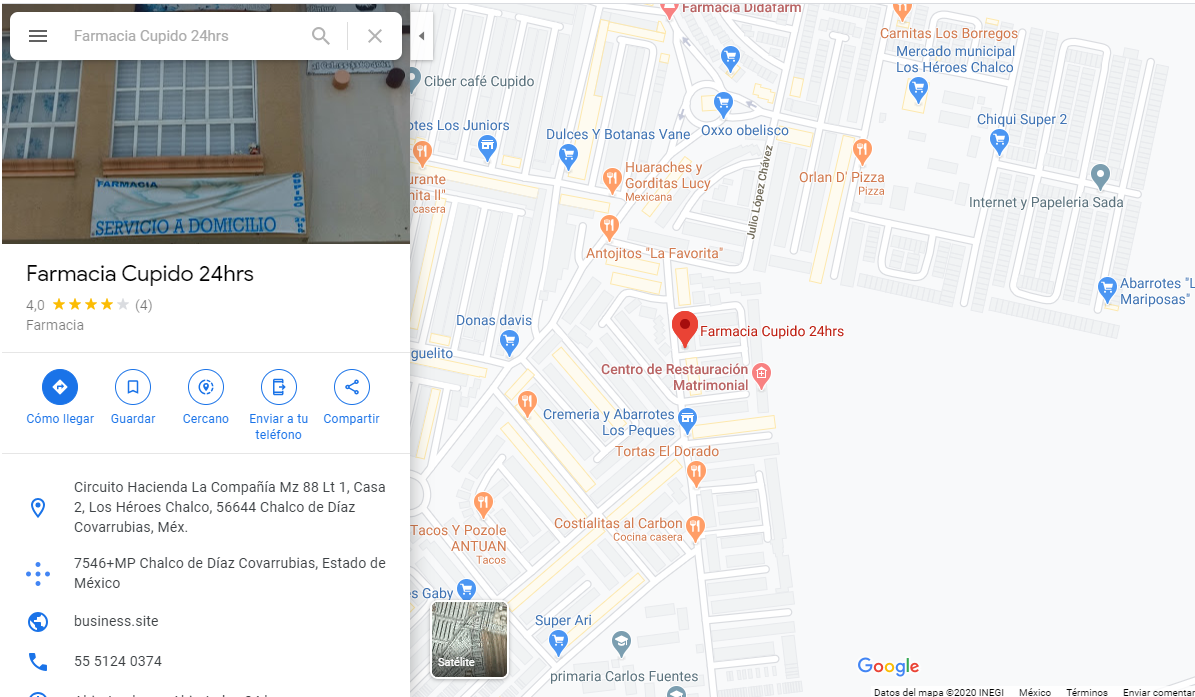 Farmacia Cupido 24hrs
FARMACIA
CUPIDO
SERVICIO A DOMICILIO
Farmacia Cupido 24hrs
4,0 (4)
Farmacia
Cómo llegar
Guardar
Cercano
Enviar a tu
teléfono
Compartir
Circuito Hacienda La Compañía Mz 88 Lt 1, Casa
2, Los Héroes Chalco, 56644 Chalco de Díaz
Covarrubias, Méx.
7546+MP Chalco de Díaz Covarrubias, Estado de
México
business.site
55 5124 0374
Farmacia Didafarm
Carnitas Los Borregos
Mercado municipal
Los Héroes Chalco
Ciber café Cupido
Chiqui Super 2
otes Los Juniors
Dulces Y Botanas Vane
Oxxo obelisco
Julio López Chávez
Huaraches y
Gorditas Lucy
Mexicana
Orlan D' Pizza
Pizza
urante
nita II"
casera
Internet y Papeleria Sada
Antojitos "La Favorita"
Abarrotes "L
Mariposas"
Donas davis
Farmacia Cupido 24hrs
guelito
Centro de Restauración
Matrimonial
Cremeria y Abarrotes
Los Peques
Tortas El Dorado
Tacos Y Pozole
ANTUAN
Tacos
Costialitas al Carbon
Cocina casera
es Gaby
Super Ari
Satélite
primaria Carlos Fuentes
Google
Datos del mapa ©2020 INEGI México Términos Enviar comentar